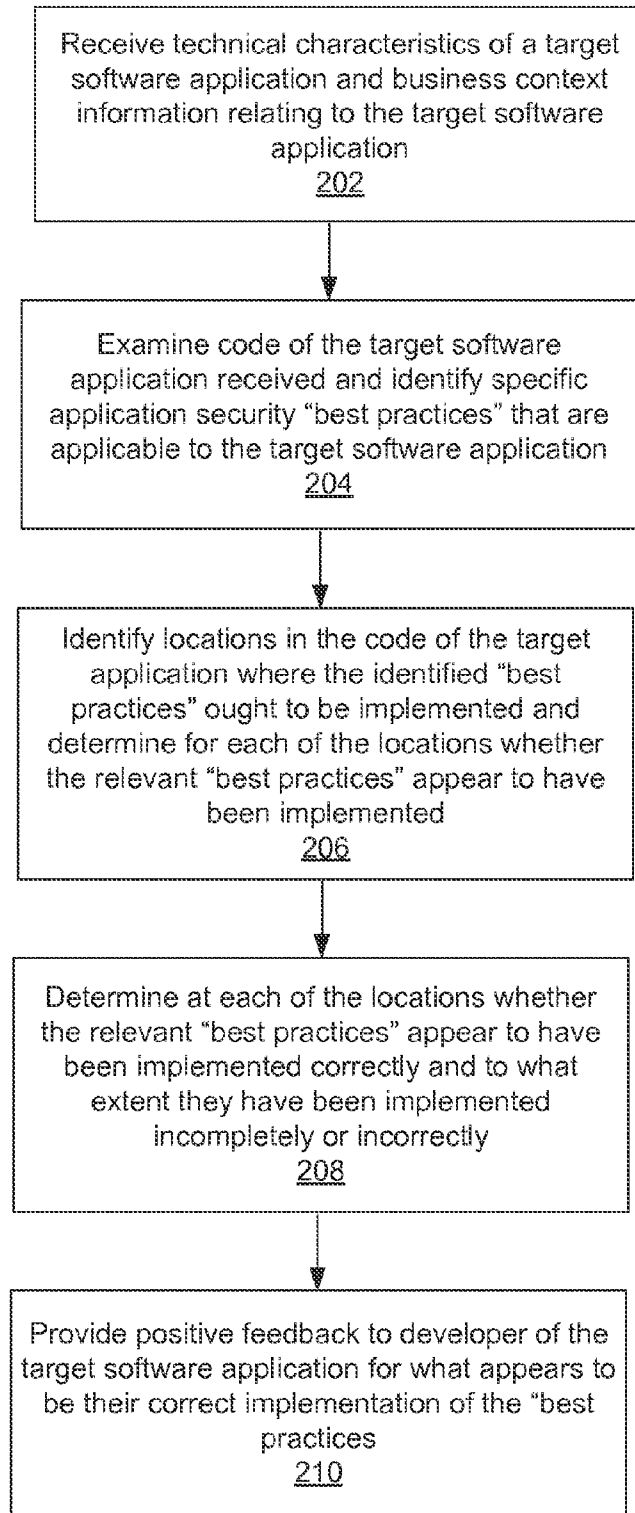 Receive technical characteristics of a target
software application and business context
information relating to the target software
application
202
Examine code of the target software
application received and identify specific
application security “best practices” that are
applicable to the target software application
204
Identify locations in the code of the target
application where the identified “best
practices” ought to be implemented and
determine for each of the locations whether
the relevant “best practices” appear to have
been implemented
206
Determine at each of the locations whether
the relevant “best practices” appear to have
been implemented correctly and to what
extent they have been implemented
incompletely or incorrectly
208
Provide positive feedback to developer of the
target software application for what appears to
be their correct implementation of the “best
practices
210